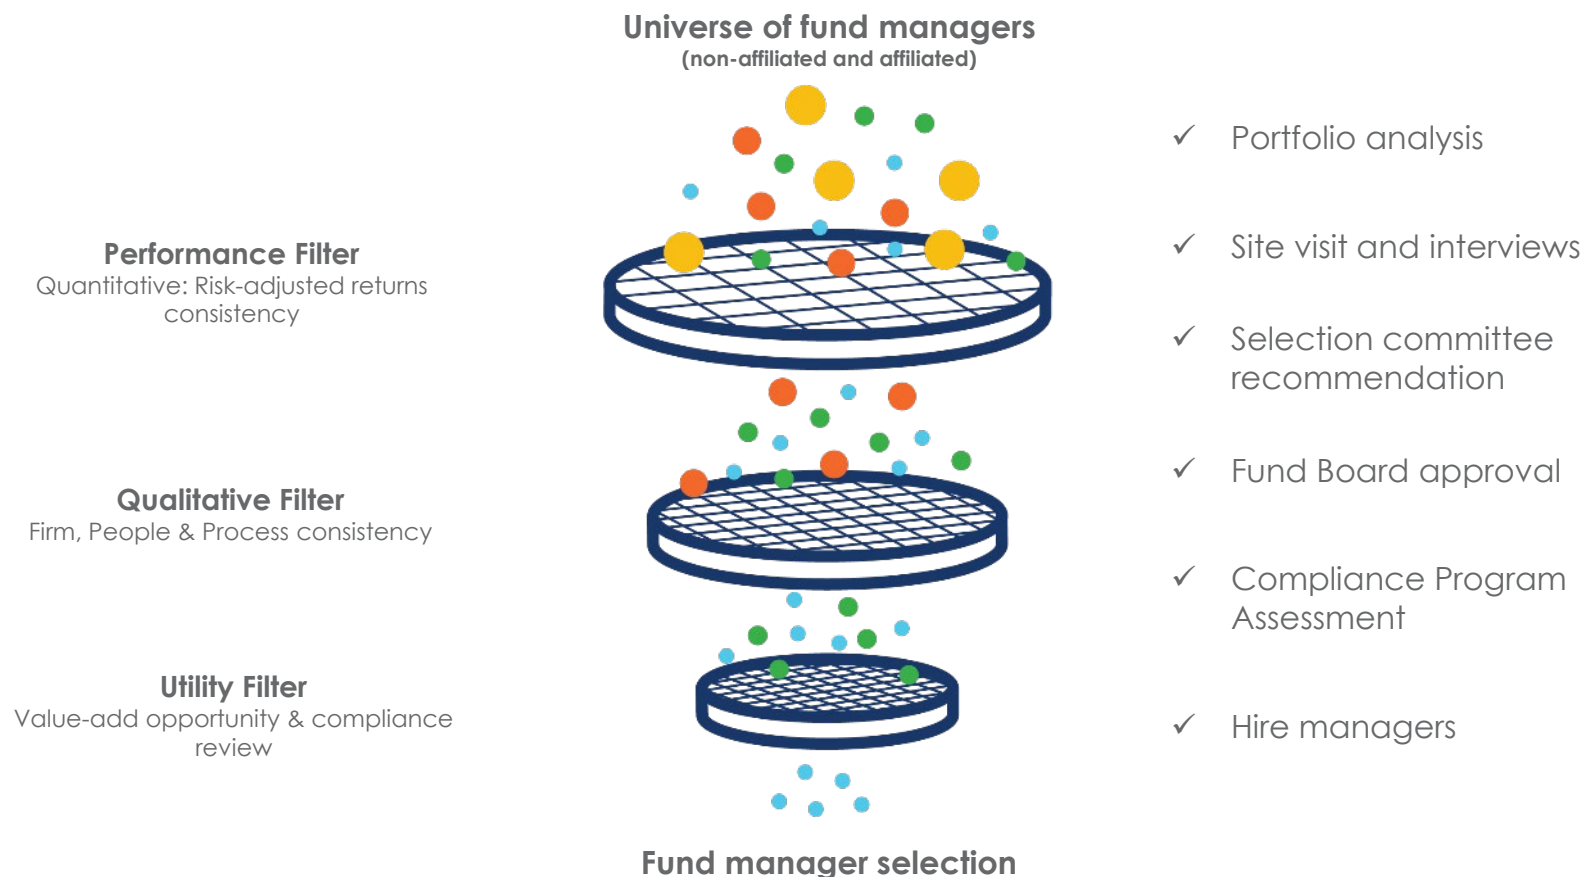 Universe of fund managers
(non-affiliated and affiliated)
Performance Filter
Quantitative: Risk-adjusted returns
consistency
Qualitative Filter
Firm, People & Process consistency
Utility Filter
Value-add opportunity & compliance
review
Fund manager selection
✓ Portfolio analysis
✓ Site visit and interviews
✓ Selection committee
recommendation
✓ Fund Board approval
✓ Compliance Program
Assessment
✓ Hire managers